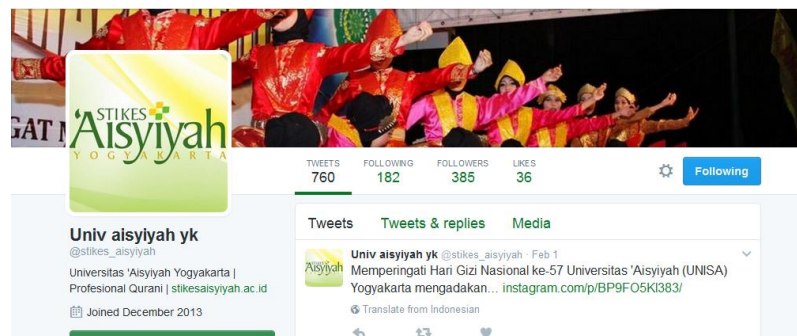 GAT
STIKES
'Aisyiyah
YOGYAKARTA
TWEETS FOLLOWING FOLLOWERS LIKES
760 182 385 36
Following
Tweets Tweets & replies Media
Univ aisyiyah yk
@stikes_aisyiyah
Universitas 'Aisyiyah Yogyakarta |
Profesional Qurani | stikesaisyiyah.ac.id
Joined December 2013
Aisyiyah
Univ aisyiyah yk @stikes_aisyiyah · Feb 1
Memperingati Hari Gizi Nasional ke-57 Universitas 'Aisyiyah (UNISA)
Yogyakarta mengadakan... instagram.com/p/BP9FO5Kl383/
Translate from Indonesian